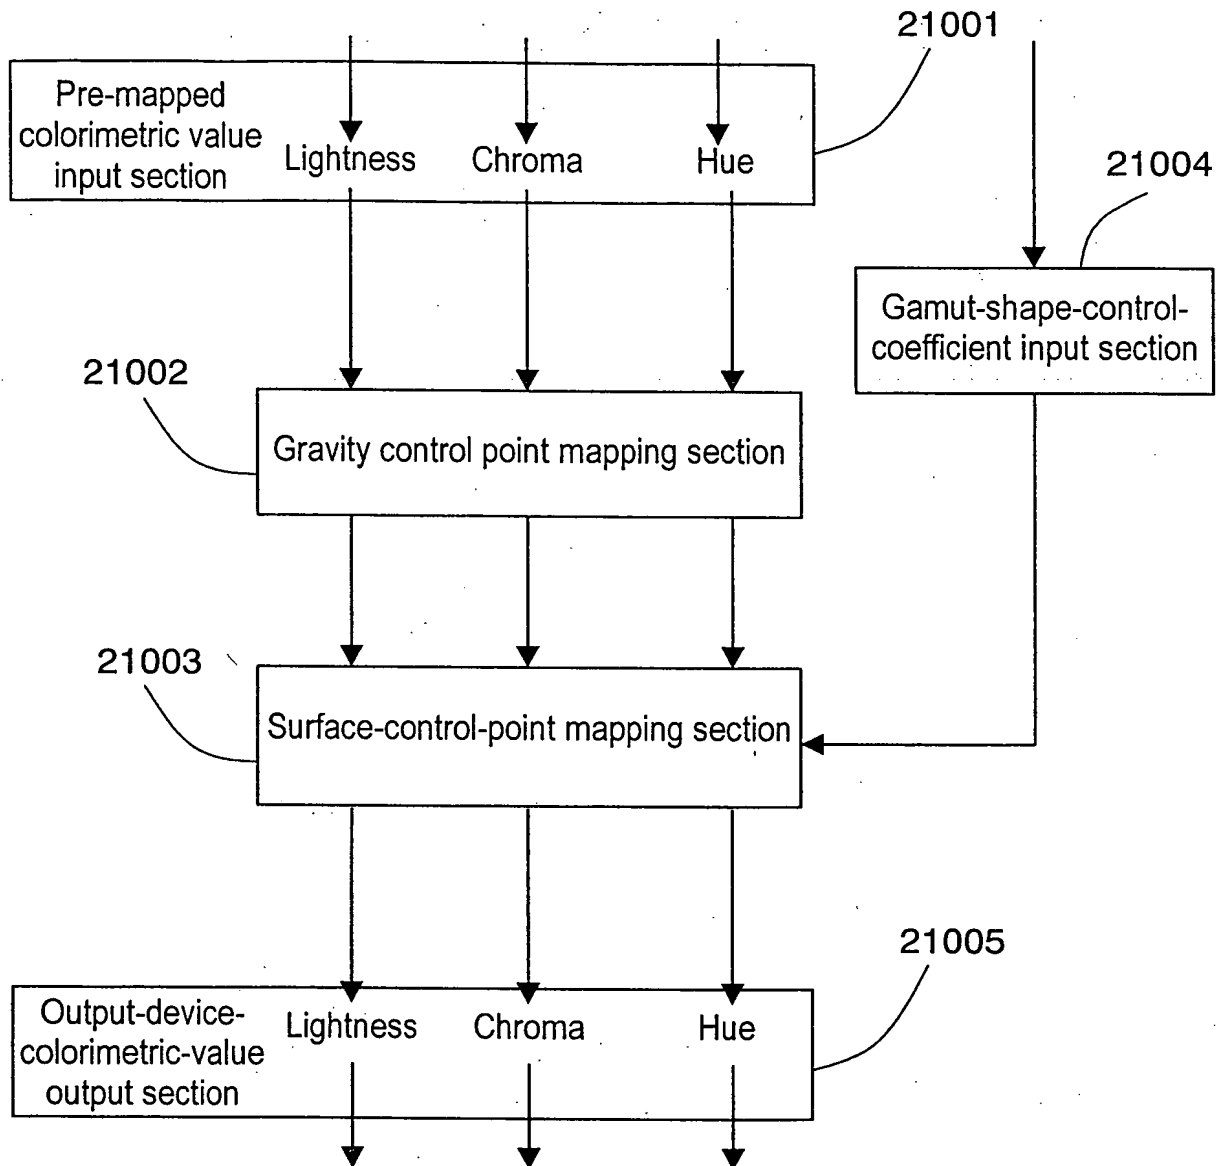 21001
Pre-mapped
colorimetric value
input section
Lightness
Chroma
Hue
21004
Gamut-shape-control-
coefficient input section
21002
Gravity control point mapping section
21003
Surface-control-point mapping section
21005
Output-device-
colorimetric-value
output section
Lightness
Chroma
Hue